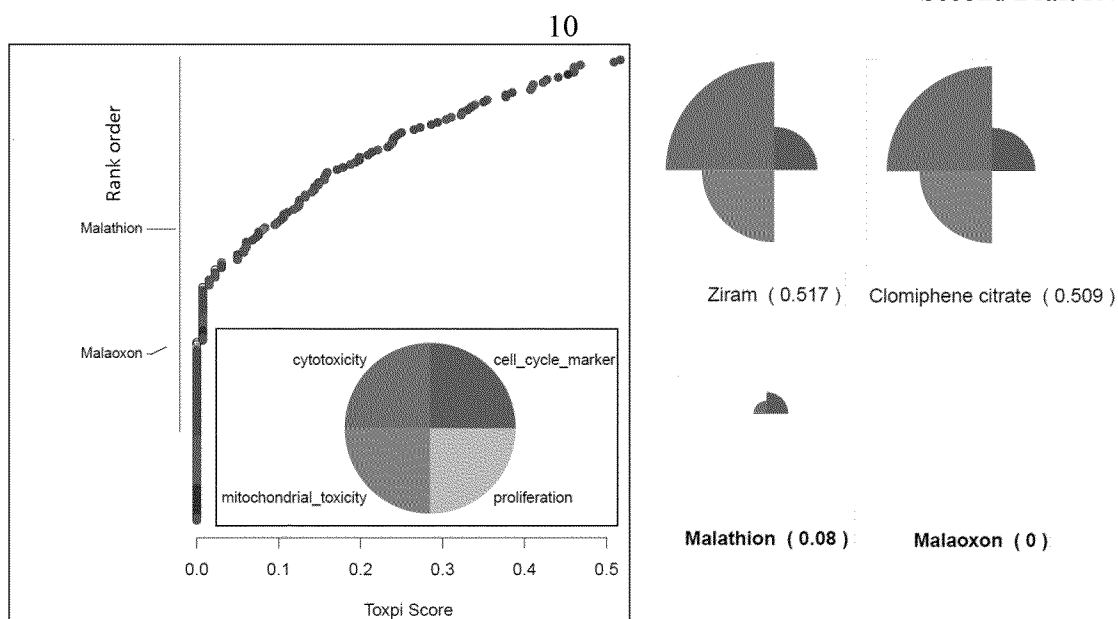 10
Rank order
Malathion
Malaoxon
cytotoxicity
cell_cycle_marker
mitochondrial_toxicity
proliferation
0.0 0.1 0.2 0.3 0.4 0.5
Toxpi Score
Ziram ( 0.517 )
Clomiphene citrate ( 0.509 )
Malathion ( 0.08 )
Malaoxon ( 0 )